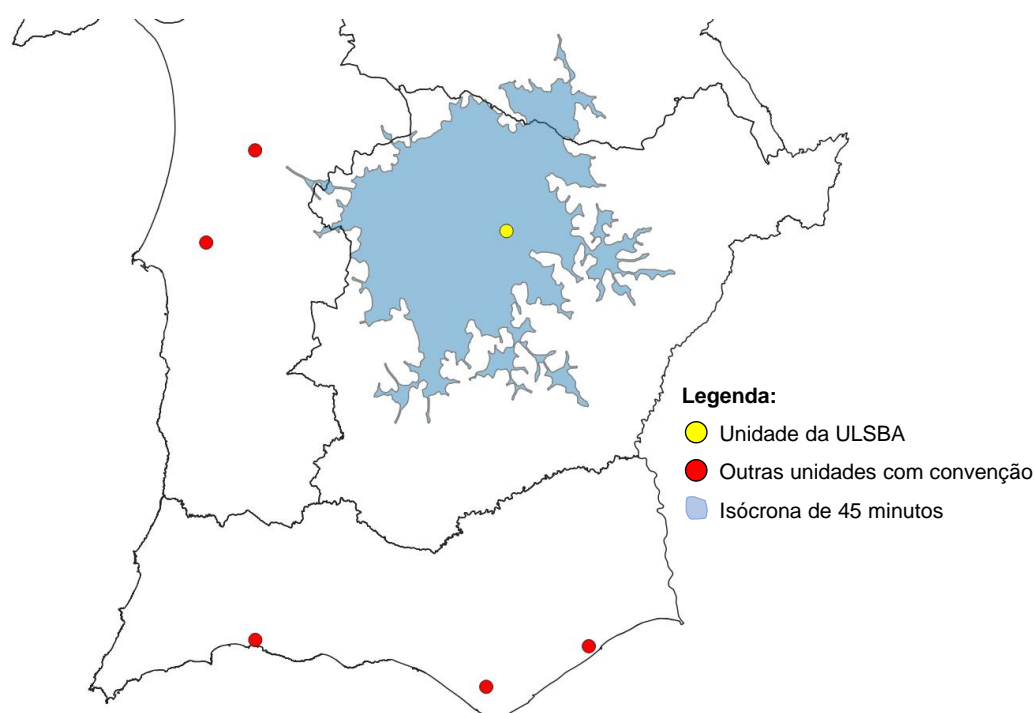 Legenda:
Unidade da ULSBA
Outras unidades com convenção
Isócrona de 45 minutos